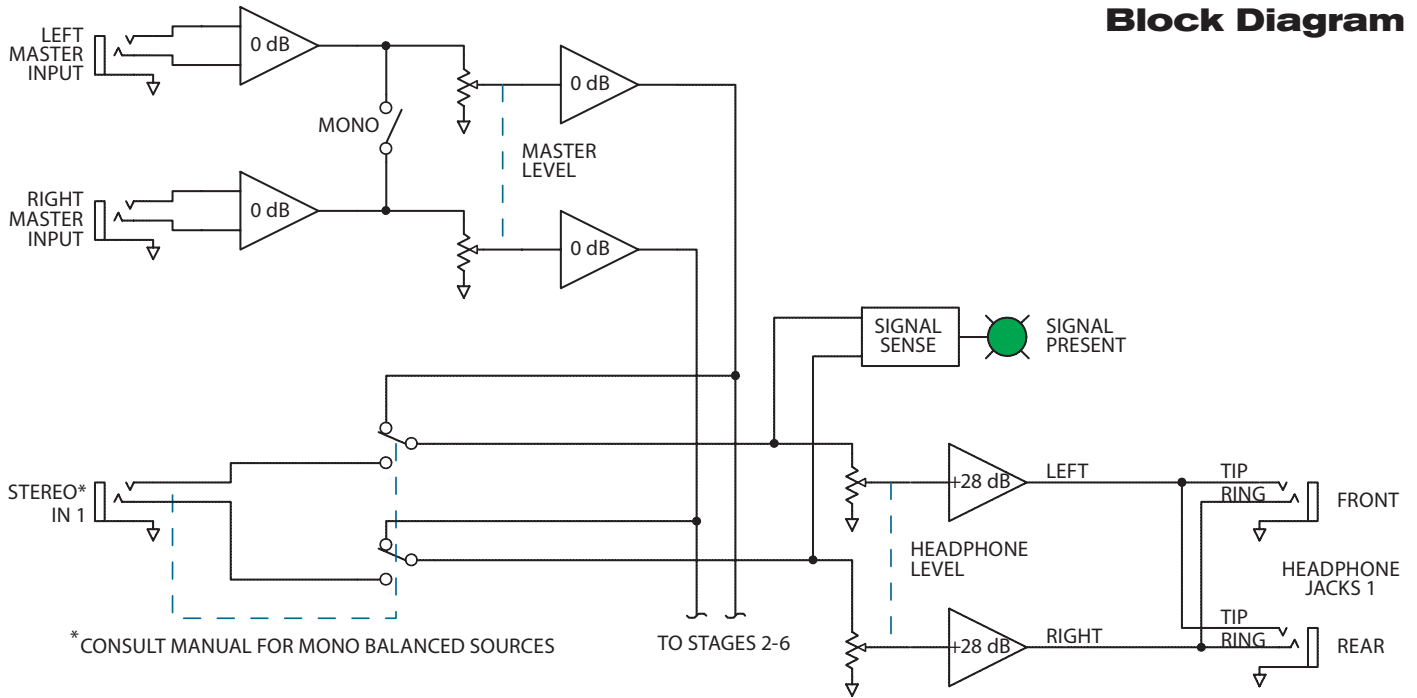 Block Diagram
LEFT
MASTER
INPUT
0 dB
0 dB
MONO
MASTER
LEVEL
RIGHT
MASTER
INPUT
0 dB
0 dB
SIGNAL
SENSE
SIGNAL
PRESENT
STEREO*
IN 1
+28 dB
LEFT
TIP
RING
FRONT
HEADPHONE
LEVEL
HEADPHONE
JACKS 1
+28 dB
RIGHT
TIP
RING
REAR
TO STAGES 2-6
*CONSULT MANUAL FOR MONO BALANCED SOURCES